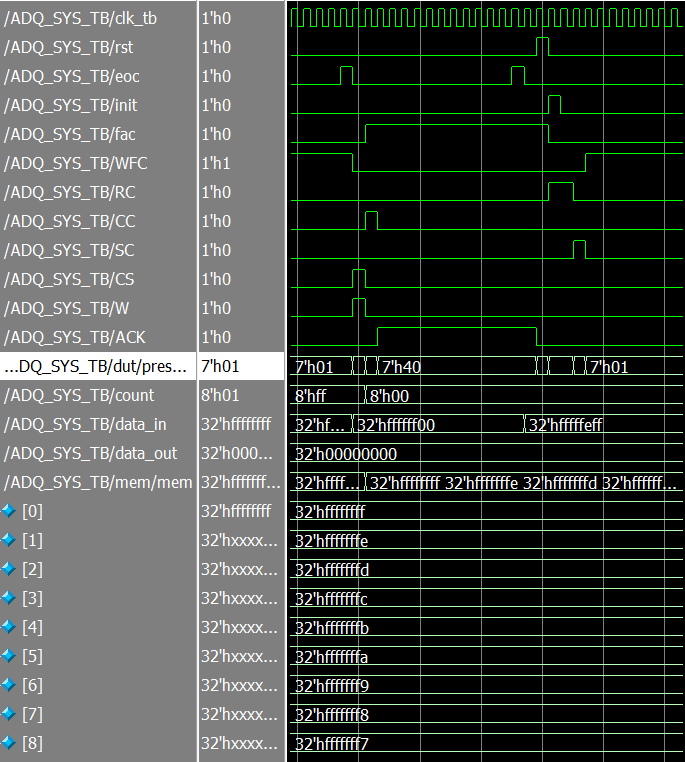 /ADQ_SYS_TB/clk_tb 1'h0
/ADQ_SYS_TB/rst 1'h0
/ADQ_SYS_TB/eoc 1'h0
/ADQ_SYS_TB/init 1'h0
/ADQ_SYS_TB/fac 1'h0
/ADQ_SYS_TB/WFC 1'h1
/ADQ_SYS_TB/RC 1'h0
/ADQ_SYS_TB/CC 1'h0
/ADQ_SYS_TB/SC 1'h0
/ADQ_SYS_TB/CS 1'h0
/ADQ_SYS_TB/W 1'h0
/ADQ_SYS_TB/ACK 1'h0
...DQ_SYS_TB/dut/pres... 7'h01 7'h01 7'h40 7'h01
/ADQ_SYS_TB/count 8'h01 8'hff 8'h00
/ADQ_SYS_TB/data_in 32'hffffffff 32'hf... 32'hffffff00 32'hfffffeff
/ADQ_SYS_TB/data_out 32'h000... 32'h00000000
/ADQ_SYS_TB/mem/mem 32'hfffffff... 32'hffff... 32'hffffffff 32'hfffffffe 32'hfffffffd 32'hffffff...
[0] 32'hffffffff 32'hffffffff
[1] 32'hxxxx... 32'hfffffffe
[2] 32'hxxxx... 32'hfffffffd
[3] 32'hxxxx... 32'hfffffffc
[4] 32'hxxxx... 32'hfffffffb
[5] 32'hxxxx... 32'hfffffffa
[6] 32'hxxxx... 32'hfffffff9
[7] 32'hxxxx... 32'hfffffff8
[8] 32'hxxxx... 32'hfffffff7